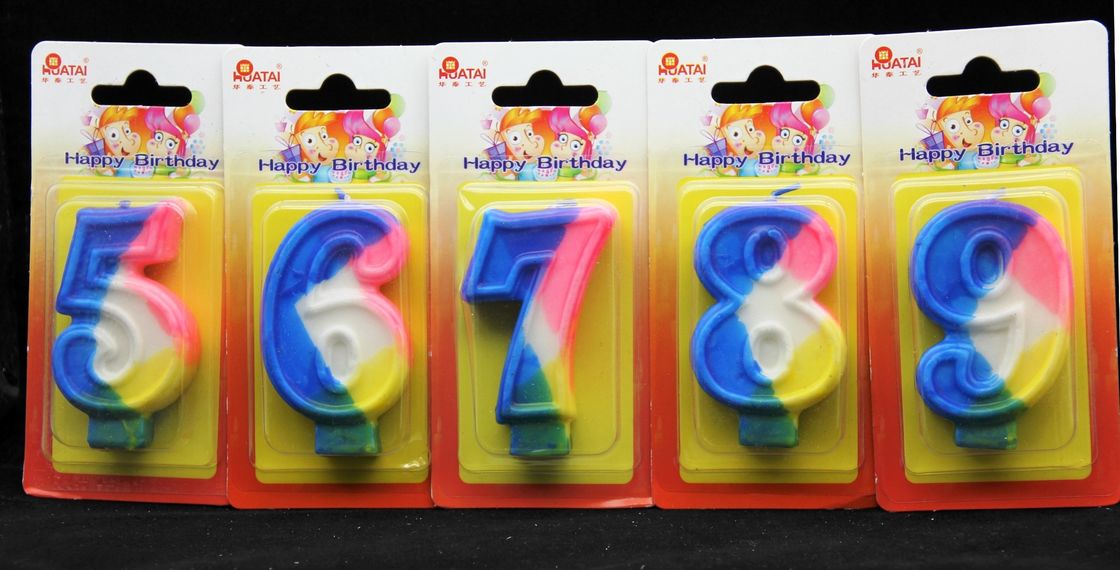 HUATAI®
华泰工艺
Happy Birthday
5
HUATAI®
华泰工艺
Happy Birthday
6
HUATAI®
华泰工艺
Happy Birthday
7
HUATAI®
华泰工艺
Happy Birthday
8
HUATAI®
华泰工艺
Happy Birthday
9